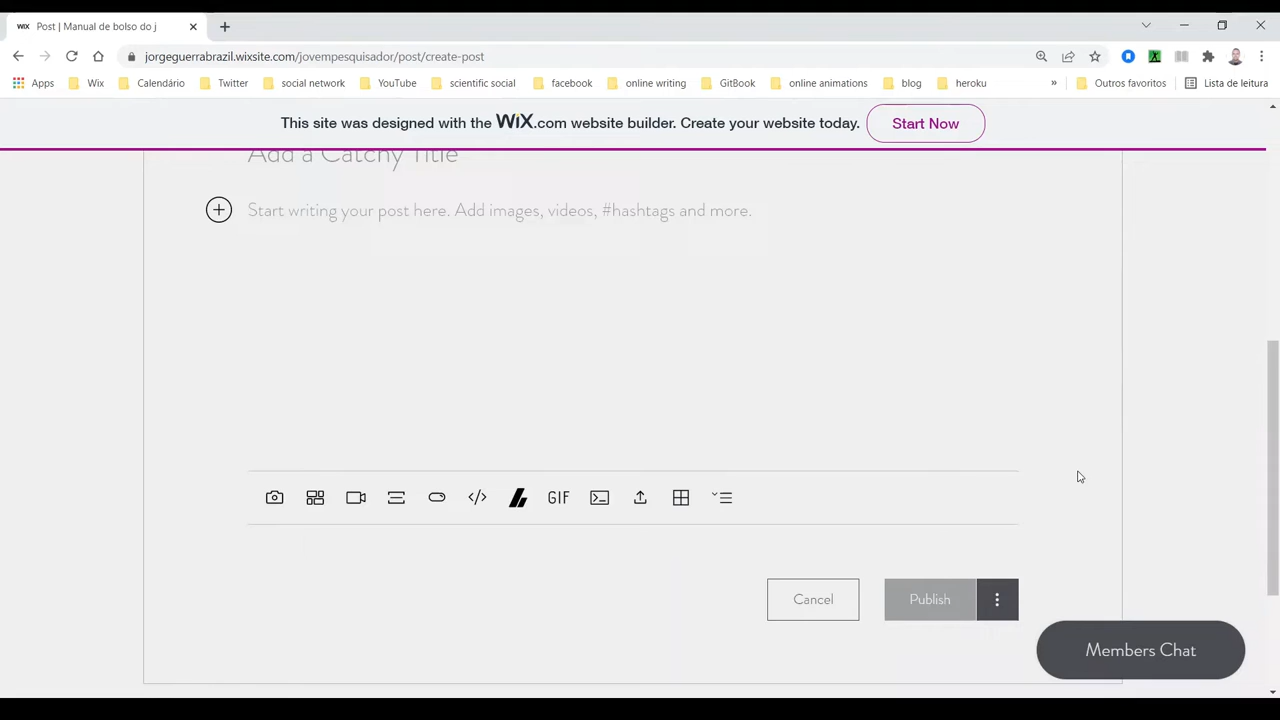 WiX Post | Manual de bolso do j
jorgeguerrabrazil.wixsite.com/jovempesquisador/post/create-post
Apps Wix Calendário Twitter social network YouTube scientific social facebook online writing GitBook online animations blog heroku » Outros favoritos Lista de leitura
This site was designed with the WiX.com website builder. Create your website today. Start Now
Add a Catchy Title
Start writing your post here. Add images, videos, #hashtags and more.
GIF
Cancel Publish
Members Chat